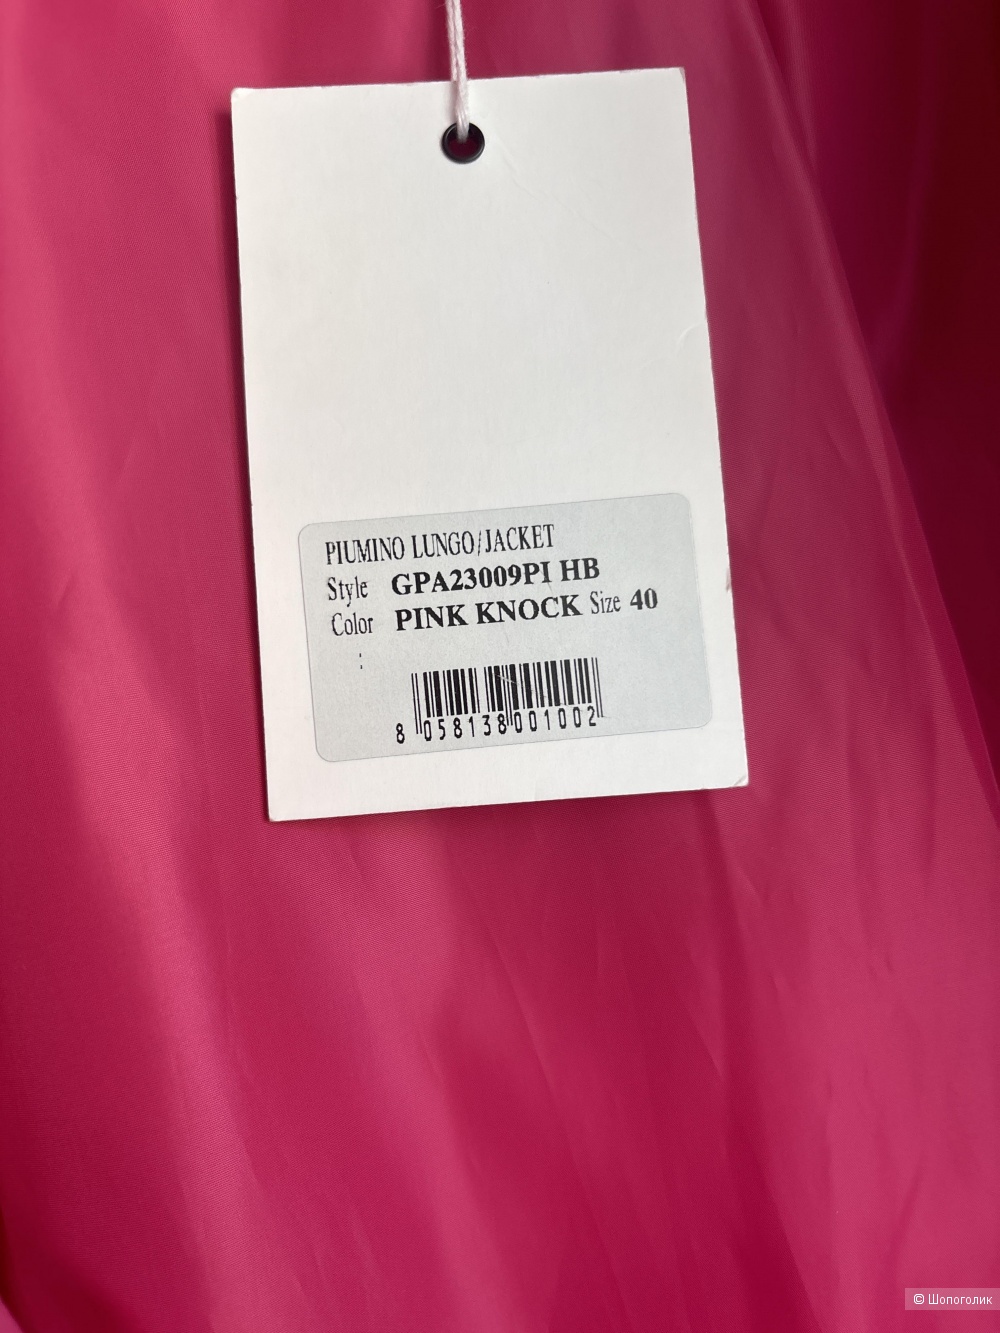 PIUMINO LUNGO/JACKET
Style GPA23009PI HB
Color PINK KNOCK Size 40
:
8 058138 001002
© Шопоголик